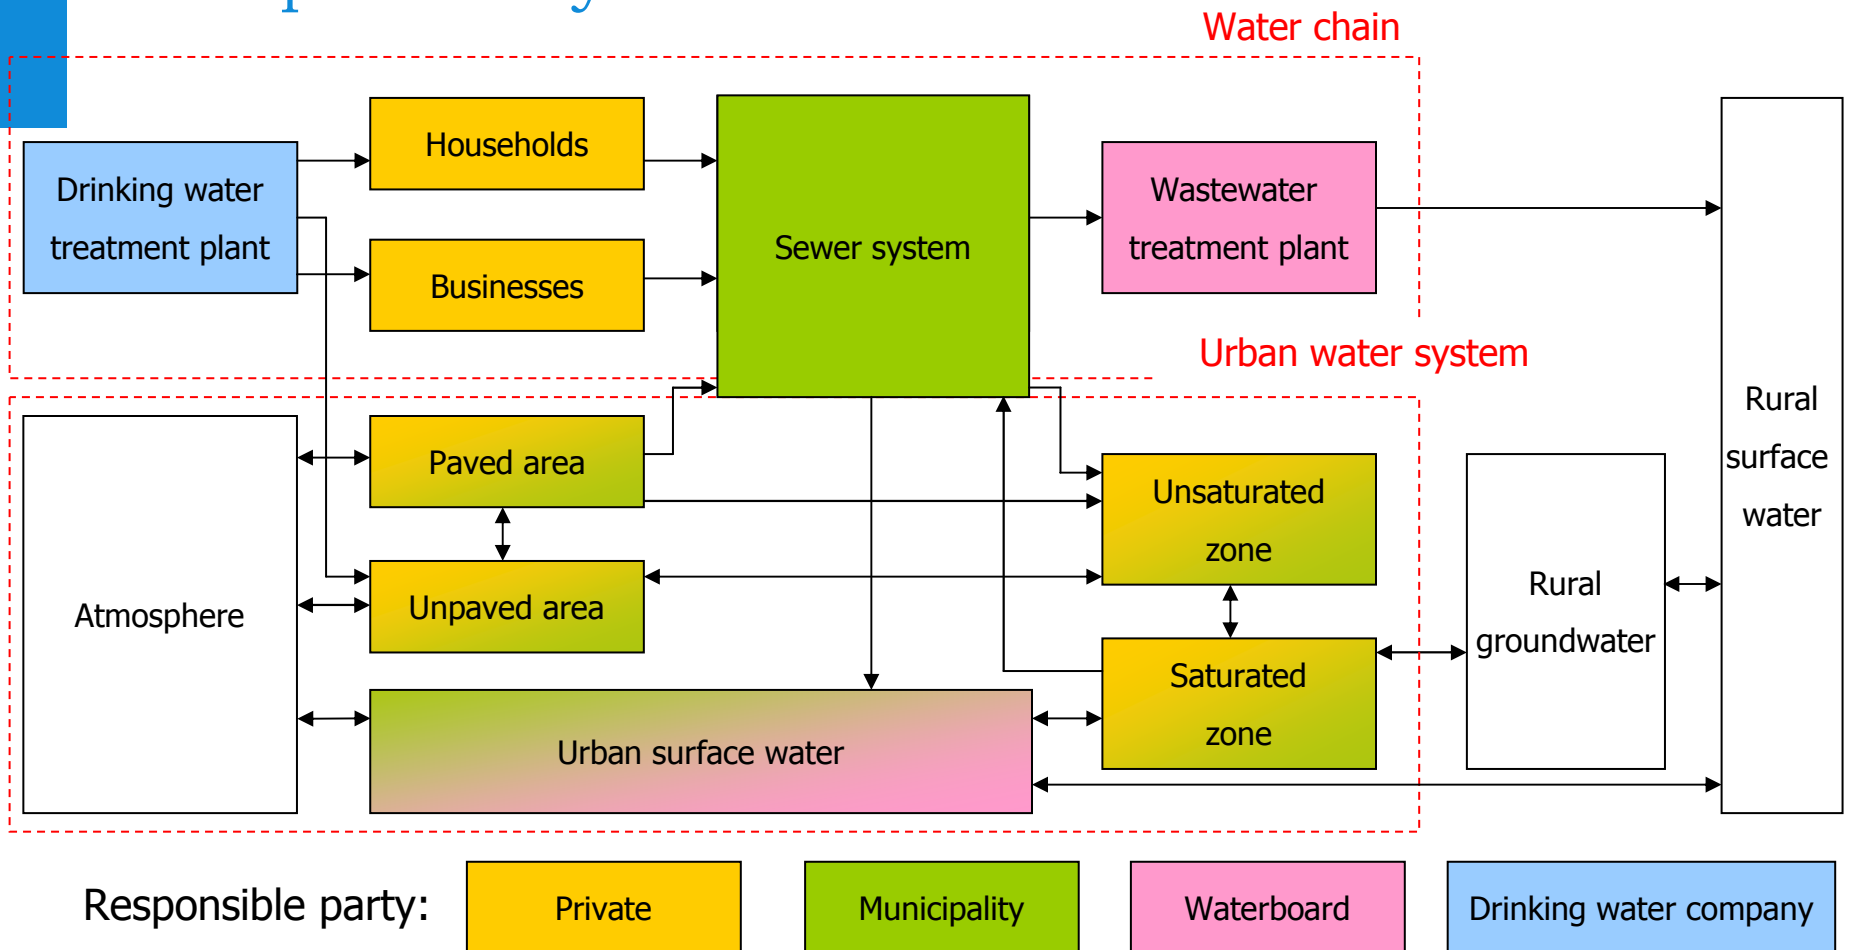 Water chain
Households
Drinking water
treatment plant
Businesses
Sewer system
Wastewater
treatment plant
Urban water system
Atmosphere
Paved area
Unpaved area
Urban surface water
Unsaturated
zone
Saturated
zone
Rural
groundwater
Rural
surface
water
Responsible party:
Private
Municipality
Waterboard
Drinking water company